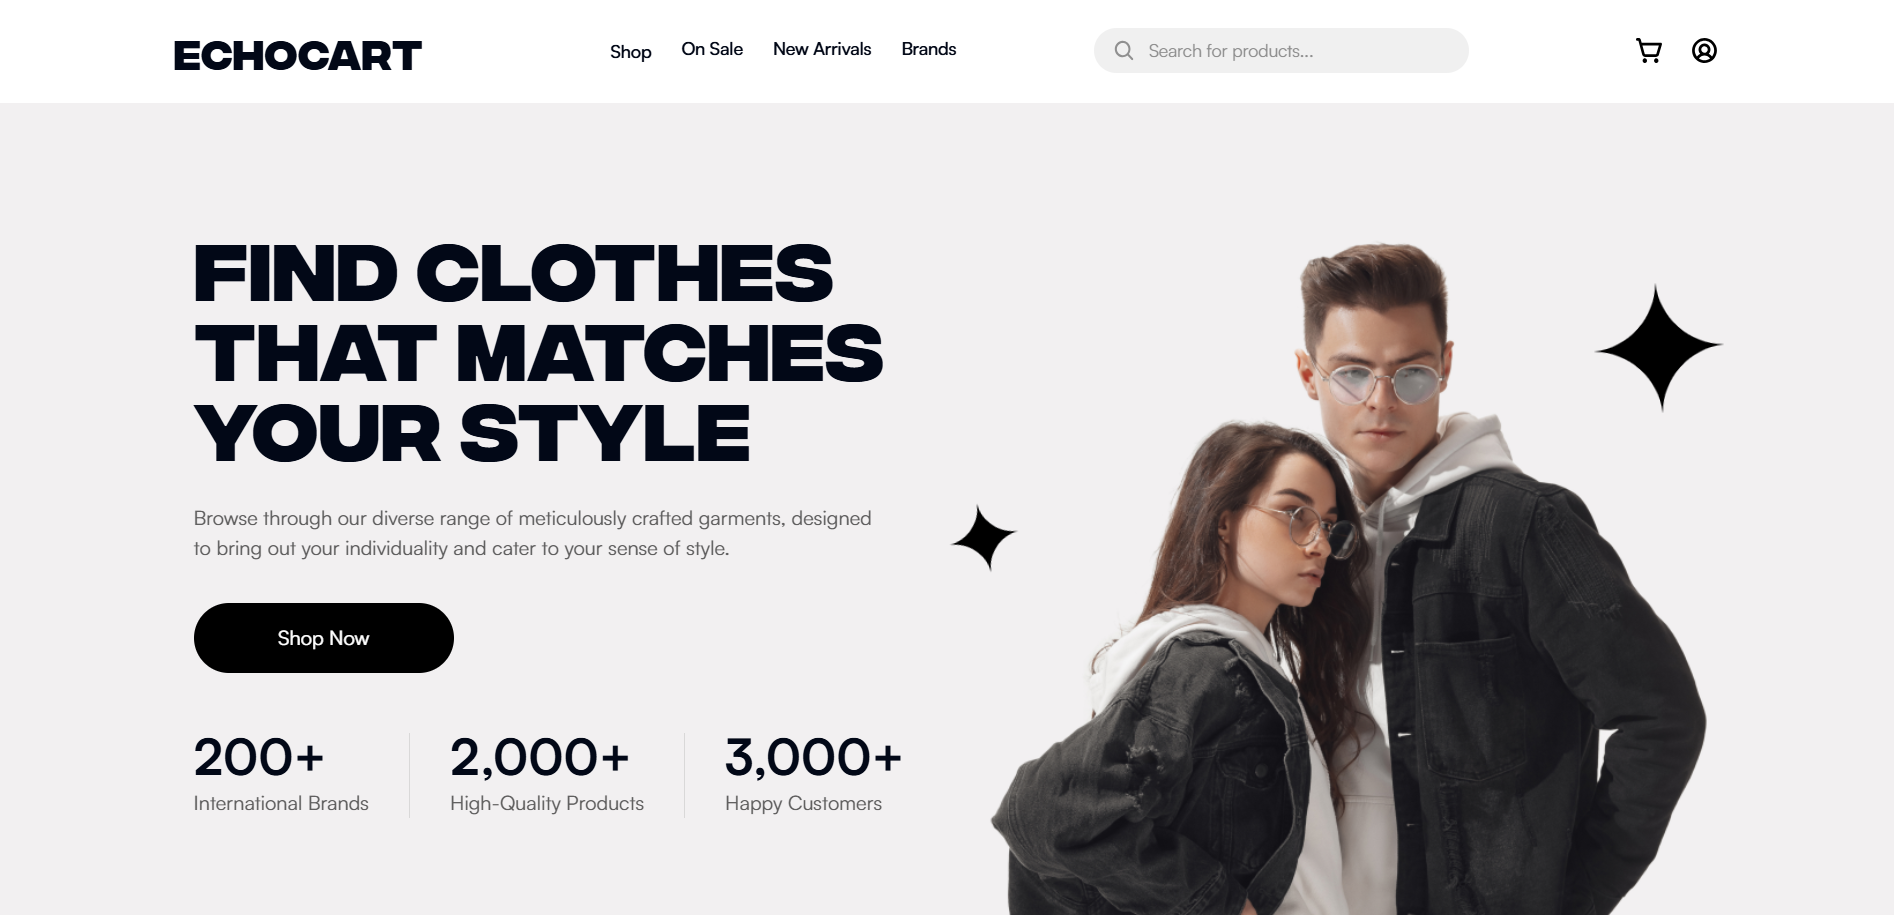 ECHOCART
Shop On Sale New Arrivals Brands
Search for products...
FIND CLOTHES
THAT MATCHES
YOUR STYLE
Browse through our diverse range of meticulously crafted garments, designed
to bring out your individuality and cater to your sense of style.
Shop Now
200+
International Brands
2,000+
High-Quality Products
3,000+
Happy Customers